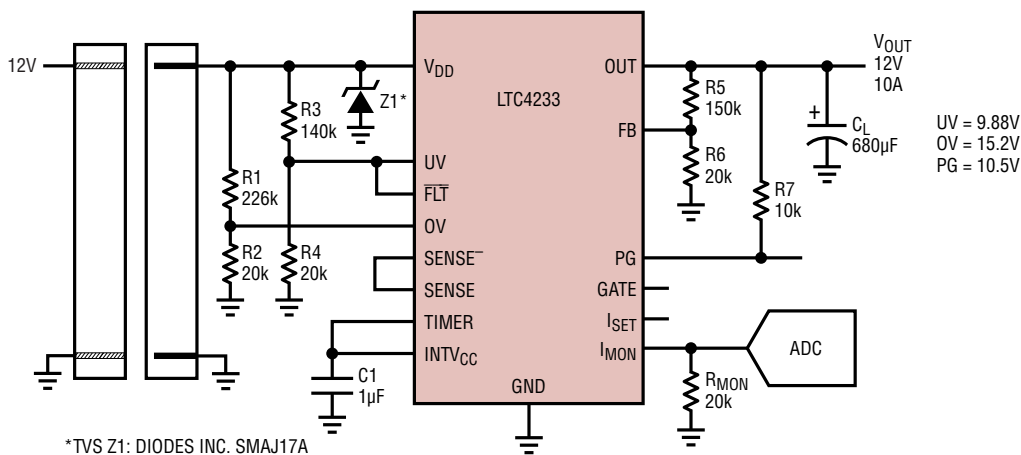 12V
R1
226k
R2
20k
R3
140k
R4
20k
Z1*
C1
1µF
LTC4233
VDD
UV
FLT
OV
SENSE–
SENSE
TIMER
INTVCC
GND
OUT
FB
PG
GATE
ISET
IMON
R5
150k
R6
20k
R7
10k
+
CL
680µF
VOUT
12V
10A
RMON
20k
ADC
UV = 9.88V
OV = 15.2V
PG = 10.5V
*TVS Z1: DIODES INC. SMAJ17A